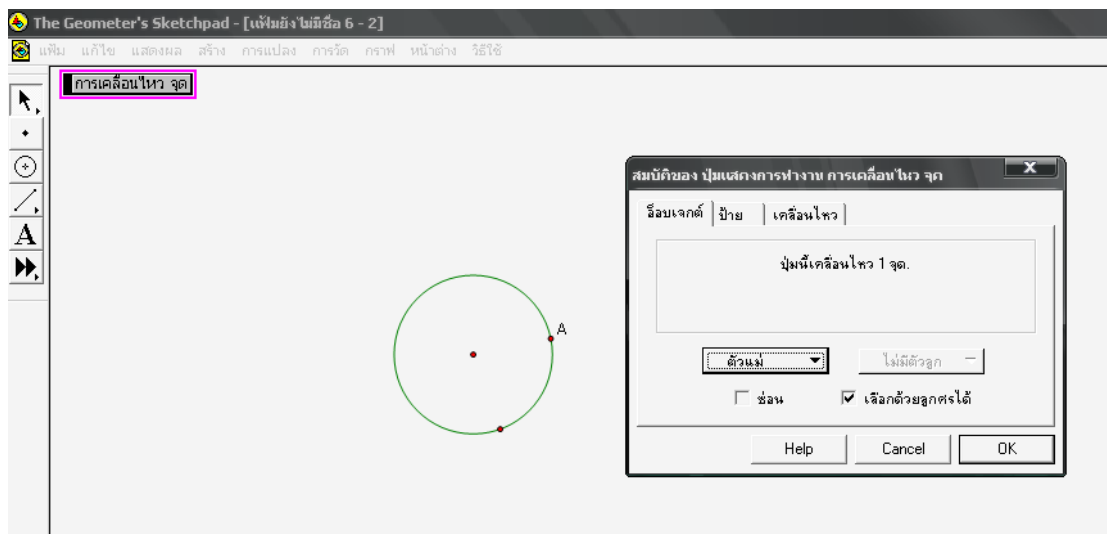 The Geometer's Sketchpad - [แฟ้มยังไม่มีชื่อ 6 - 2]
แฟ้ม แก้ไข แสดงผล สร้าง การแปลง การวัด กราฟ หน้าต่าง วิธีใช้
การเคลื่อนไหว จุด
สมบัติของ ปุ่มแสดงการทำงาน การเคลื่อนไหว จุด
X
อ็อบเจกต์ ป้าย เคลื่อนไหว
ปุ่มนี้เคลื่อนไหว 1 จุด.
A
A
ตัวแม่ ไม่มีตัวลูก
ซ่อน เลือกด้วยลูกศรได้
Help Cancel OK